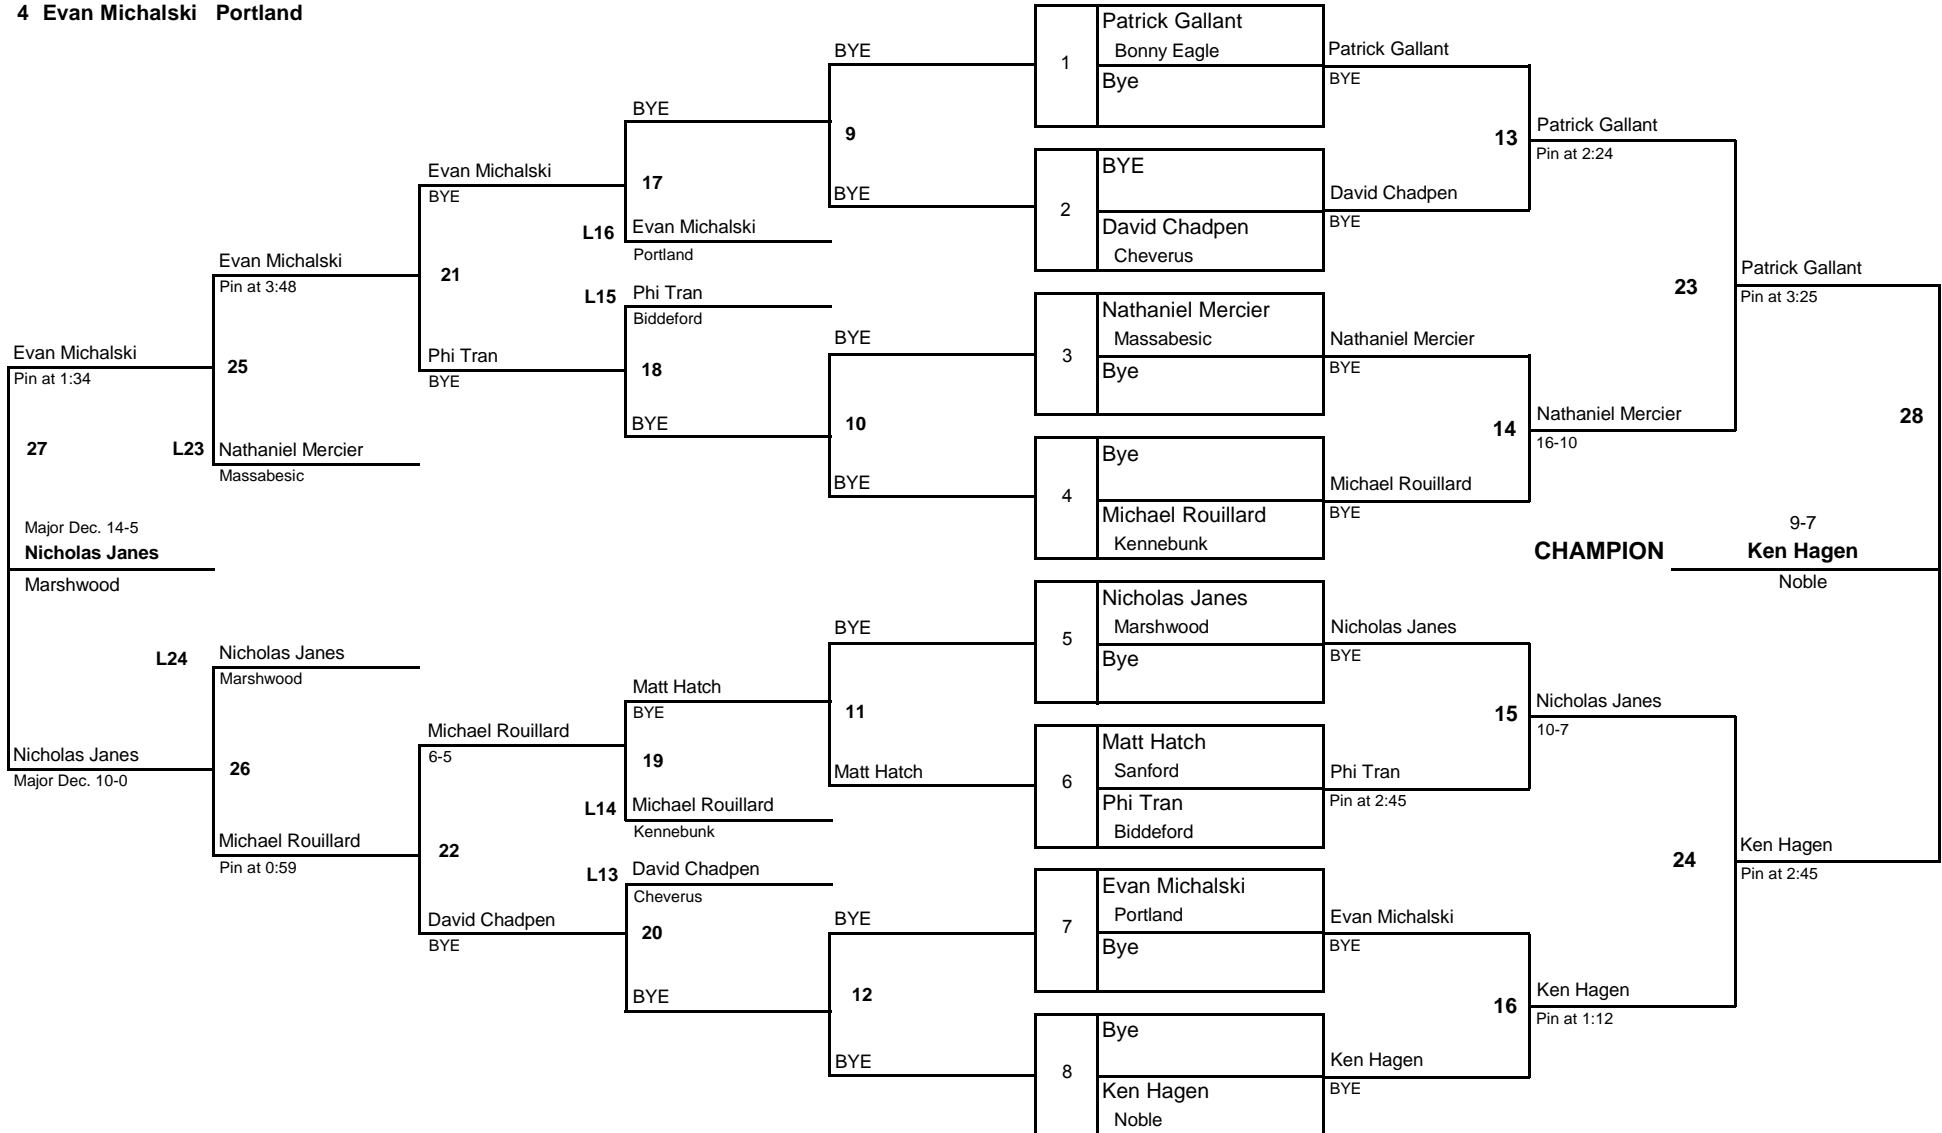 4 Evan Michalski Portland
Patrick Gallant
1
Bonny Eagle
Bye
BYE
David Chadpen
Cheverus
2
Nathaniel Mercier
Massabesic
3
Bye
Bye
4
Michael Rouillard
Kennebunk
Nicholas Janes
Marshwood
5
Bye
Matt Hatch
Sanford
6
Phi Tran
Biddeford
Evan Michalski
Portland
7
Bye
Bye
8
Ken Hagen
Noble
Patrick Gallant
BYE
13
David Chadpen
BYE
Nathaniel Mercier
BYE
14
Michael Rouillard
BYE
Nicholas Janes
BYE
15
Phi Tran
Pin at 2:45
Evan Michalski
BYE
16
Ken Hagen
BYE
Patrick Gallant
Pin at 2:24
23
Nathaniel Mercier
16-10
Nicholas Janes
10-7
24
Ken Hagen
Pin at 1:12
Patrick Gallant
Pin at 3:25
28
9-7
CHAMPION Ken Hagen
Noble
Ken Hagen
Pin at 2:45
BYE
9
BYE
BYE
10
BYE
BYE
11
Matt Hatch
BYE
12
BYE
BYE
17
L16 Evan Michalski
Portland
L15 Phi Tran
Biddeford
18
BYE
Matt Hatch
BYE
19
L14 Michael Rouillard
Kennebunk
L13 David Chadpen
Cheverus
20
BYE
Evan Michalski
BYE
21
Phi Tran
BYE
Michael Rouillard
6-5
22
David Chadpen
BYE
Evan Michalski
Pin at 3:48
25
L23 Nathaniel Mercier
Massabesic
L24 Nicholas Janes
Marshwood
26
Michael Rouillard
Pin at 0:59
Evan Michalski
Pin at 1:34
27
Major Dec. 14-5
Nicholas Janes
Marshwood
Nicholas Janes
Major Dec. 10-0